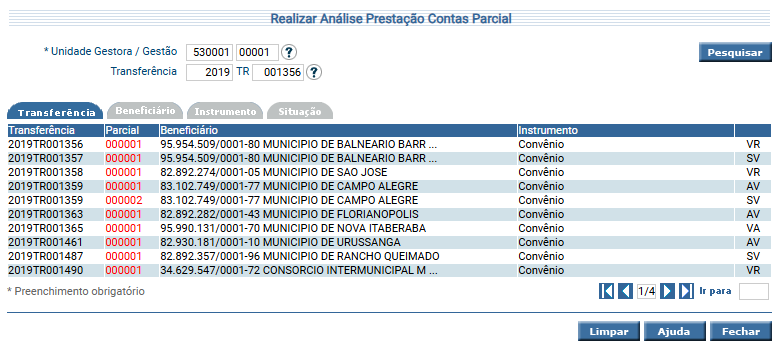 Realizar Análise Prestação Contas Parcial
* Unidade Gestora / Gestão 530001 00001 ?
Pesquisar
Transferência 2019 TR 001356 ?
Transferência Beneficiário Instrumento Situação
Transferência Parcial Beneficiário Instrumento
2019TR001356 000001 95.954.509/0001-80 MUNICIPIO DE BALNEARIO BARR ... Convênio VR
2019TR001357 000001 95.954.509/0001-80 MUNICIPIO DE BALNEARIO BARR ... Convênio SV
2019TR001358 000001 82.892.274/0001-05 MUNICIPIO DE SAO JOSE Convênio VR
2019TR001359 000001 83.102.749/0001-77 MUNICIPIO DE CAMPO ALEGRE Convênio AV
2019TR001359 000002 83.102.749/0001-77 MUNICIPIO DE CAMPO ALEGRE Convênio SV
2019TR001363 000001 82.892.282/0001-43 MUNICIPIO DE FLORIANOPOLIS Convênio AV
2019TR001365 000001 95.990.131/0001-70 MUNICIPIO DE NOVA ITABERABA Convênio VA
2019TR001461 000001 82.930.181/0001-10 MUNICIPIO DE URUSSANGA Convênio AV
2019TR001487 000001 82.892.357/0001-96 MUNICIPIO DE RANCHO QUEIMADO Convênio SV
2019TR001490 000001 34.629.547/0001-72 CONSORCIO INTERMUNICIPAL M ... Convênio VR
* Preenchimento obrigatório 1/4 Ir para
Limpar Ajuda Fechar